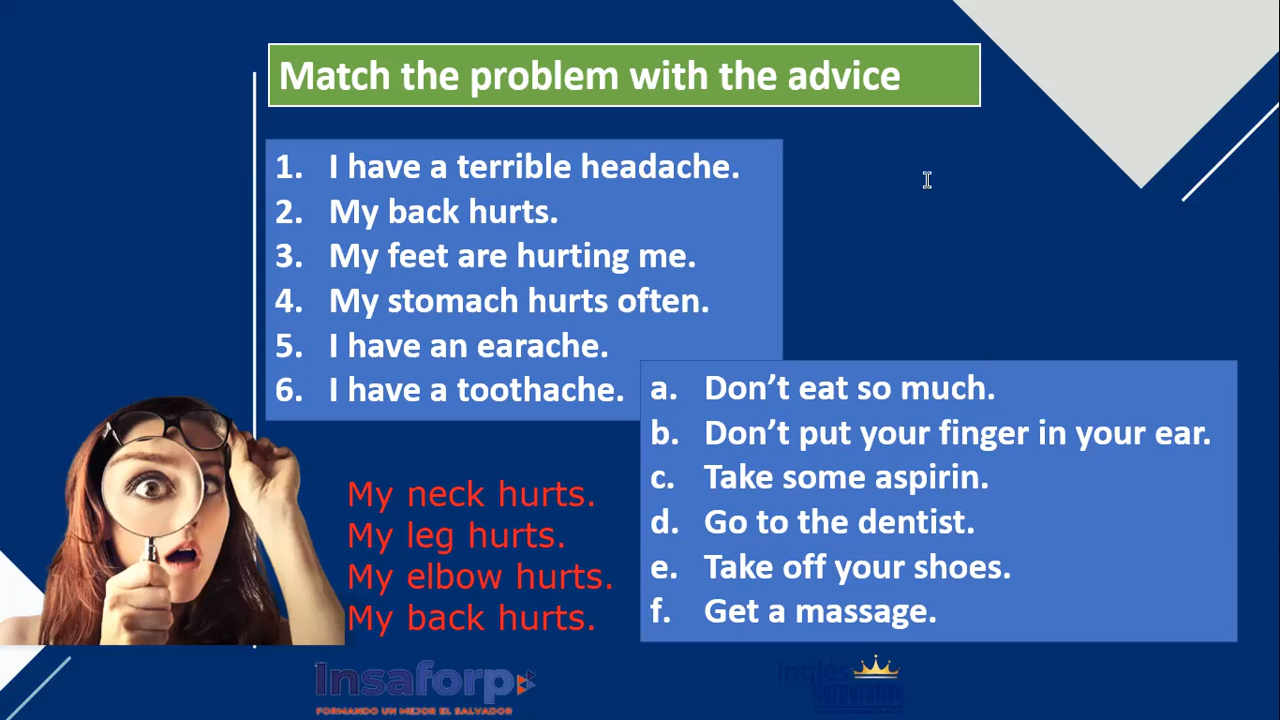 Match the problem with the advice
1. I have a terrible headache.
2. My back hurts.
3. My feet are hurting me.
4. My stomach hurts often.
5. I have an earache.
6. I have a toothache.
a. Don’t eat so much.
b. Don’t put your finger in your ear.
c. Take some aspirin.
d. Go to the dentist.
e. Take off your shoes.
f. Get a massage.
My neck hurts.
My leg hurts.
My elbow hurts.
My back hurts.
Insaforp
FORMANDO UN MEJOR EL SALVADOR
Inglés
Corporativo